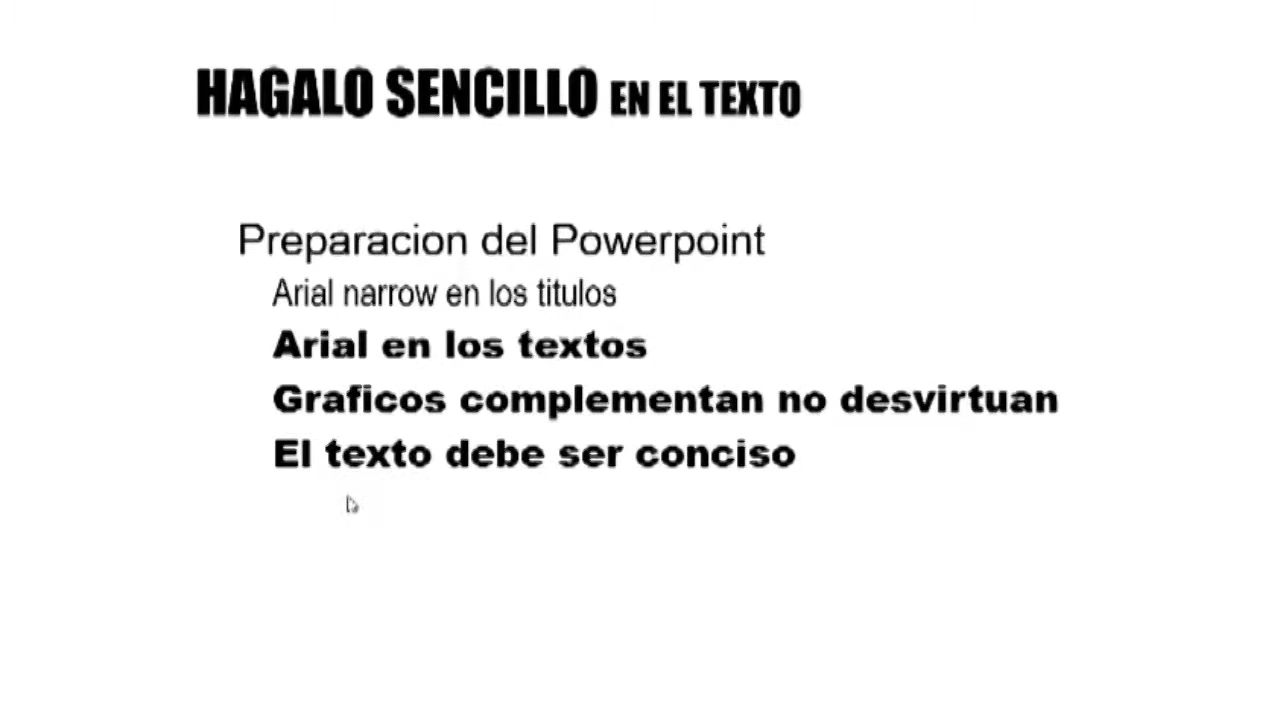 HAGALO SENCILLO EN EL TEXTO
Preparacion del Powerpoint
Arial narrow en los titulos
Arial en los textos
Graficos complementan no desvirtuan
El texto debe ser conciso